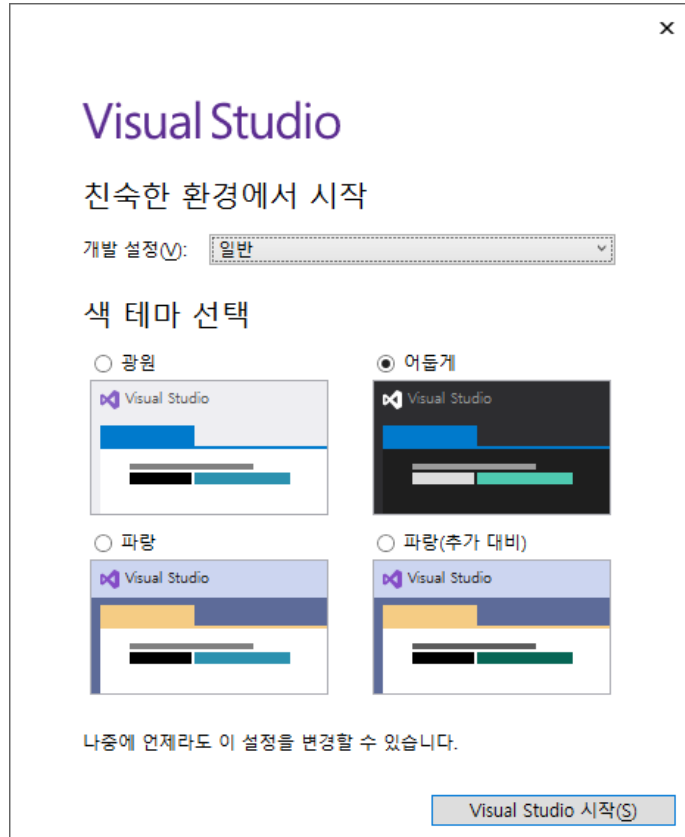 Visual Studio
친숙한 환경에서 시작
개발 설정(V): 일반
색 테마 선택
광원 어둡게
Visual Studio Visual Studio
파랑 파랑(추가 대비)
Visual Studio Visual Studio
나중에 언제라도 이 설정을 변경할 수 있습니다.
Visual Studio 시작(S)